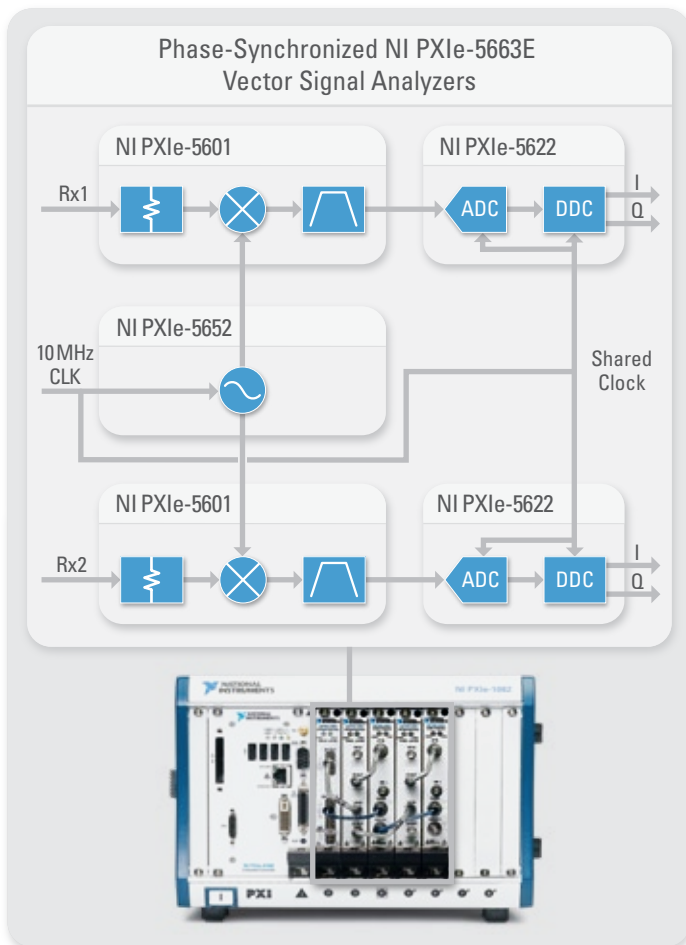 Phase-Synchronized NI PXIe-5663E
Vector Signal Analyzers
NI PXIe-5601
NI PXIe-5622
Rx1
ADC
DDC
I
Q
NI PXIe-5652
10 MHz
CLK
Shared
Clock
NI PXIe-5601
NI PXIe-5622
Rx2
ADC
DDC
I
Q
NATIONAL
INSTRUMENTS
NI PXIe-1082
PXI